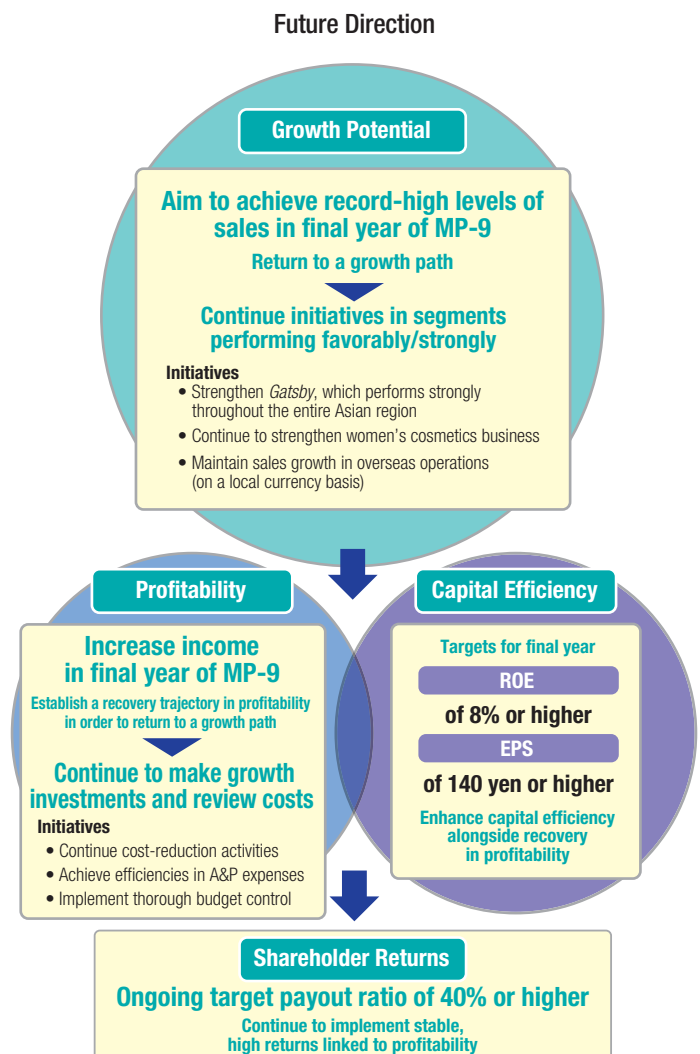 Future Direction
Growth Potential
Aim to achieve record-high levels of
sales in final year of MP-9
Return to a growth path
Continue initiatives in segments
performing favorably/strongly
Initiatives
• Strengthen Gatsby, which performs strongly
throughout the entire Asian region
• Continue to strengthen women's cosmetics business
• Maintain sales growth in overseas operations
(on a local currency basis)
Profitability
Increase income
in final year of MP-9
Establish a recovery trajectory in profitability
in order to return to a growth path
Continue to make growth
investments and review costs
Initiatives
• Continue cost-reduction activities
• Achieve efficiencies in A&P expenses
• Implement thorough budget control
Capital Efficiency
Targets for final year
ROE
of 8% or higher
EPS
of 140 yen or higher
Enhance capital efficiency
alongside recovery
in profitability
Shareholder Returns
Ongoing target payout ratio of 40% or higher
Continue to implement stable,
high returns linked to profitability